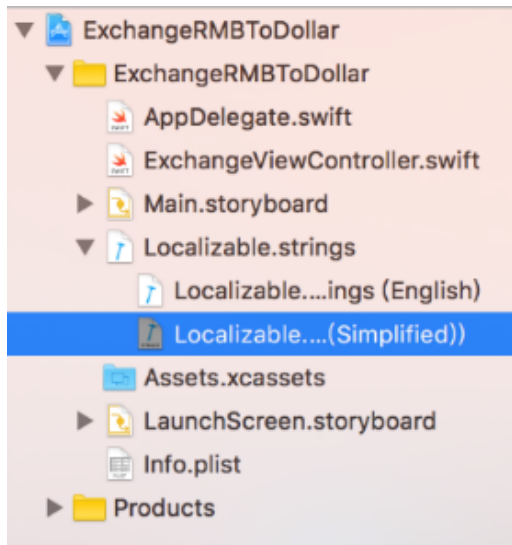 ExchangeRMBToDollar
ExchangeRMBToDollar
AppDelegate.swift
ExchangeViewController.swift
Main.storyboard
Localizable.strings
Localizable....ings (English)
Localizable....(Simplified))
Assets.xcassets
LaunchScreen.storyboard
Info.plist
Products